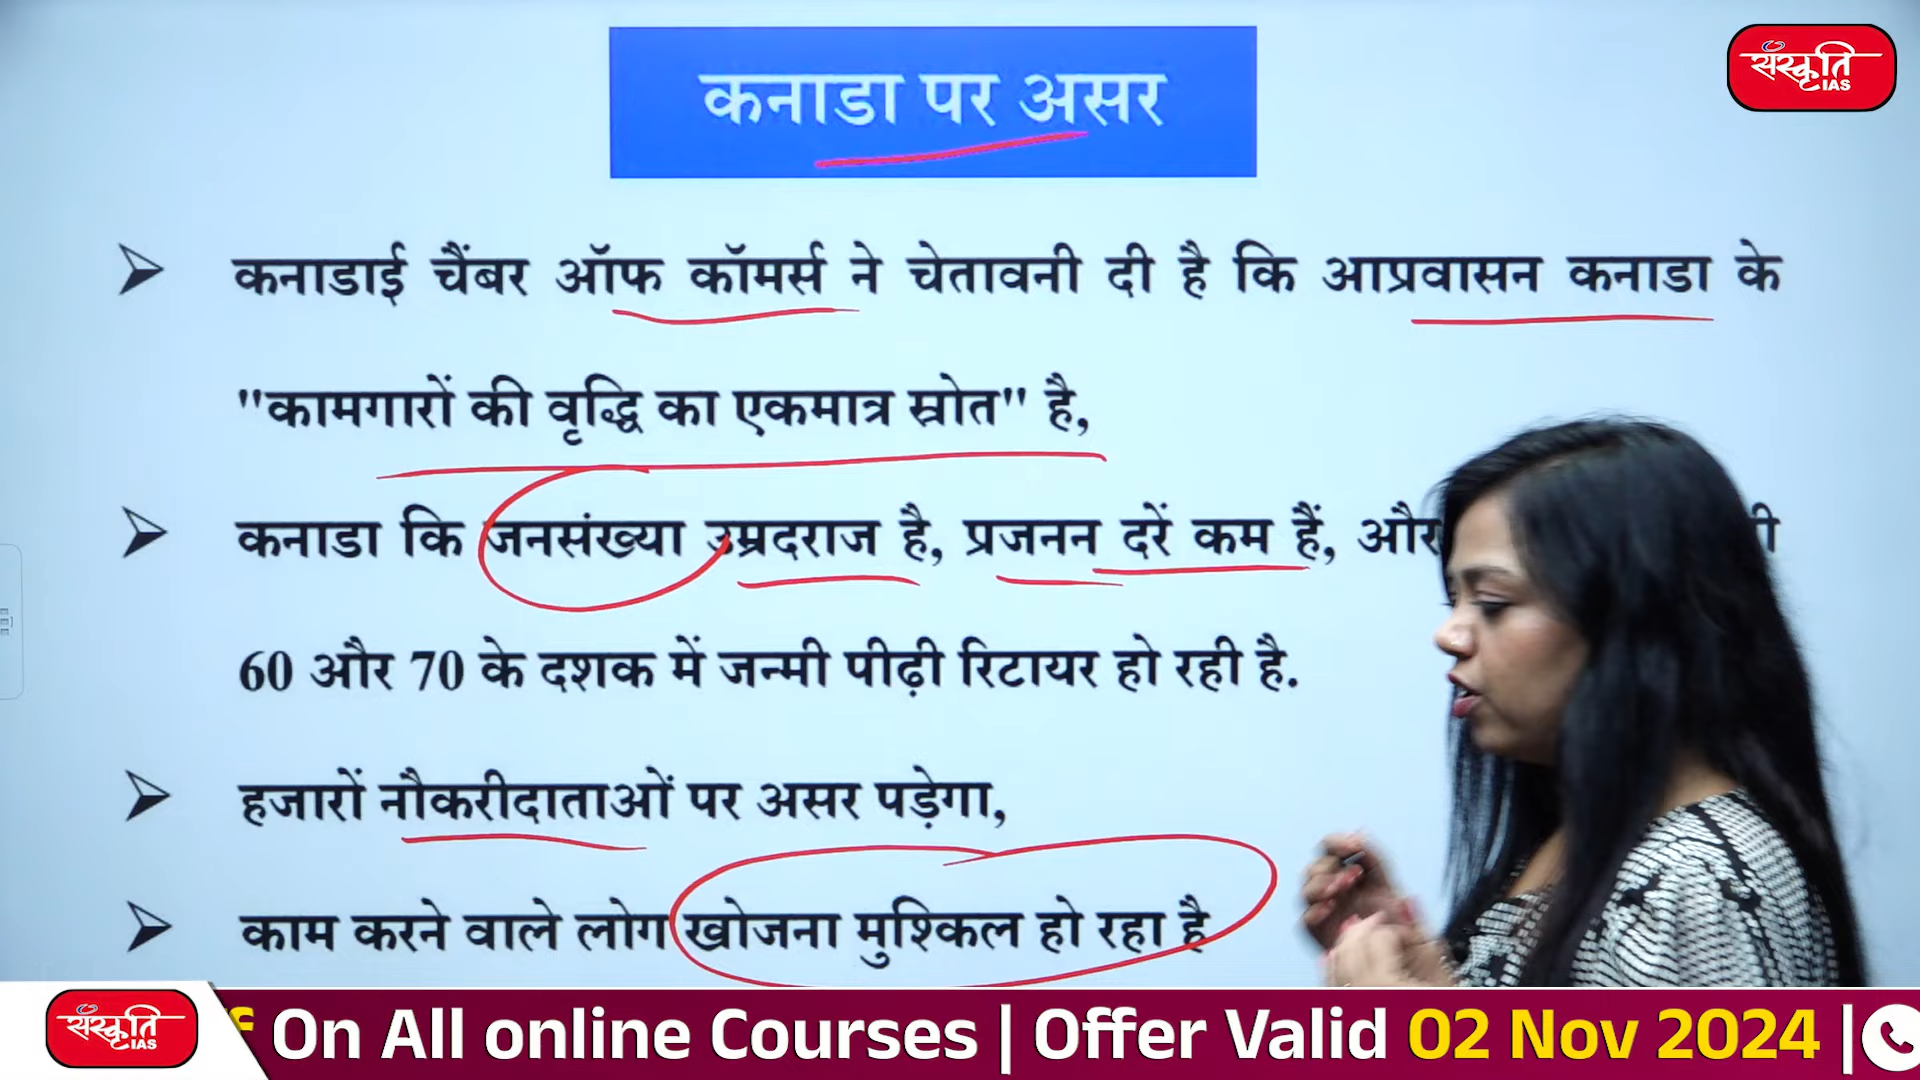 कनाडा पर असर
संस्कृति
IAS
कनाडाई चैंबर ऑफ कॉमर्स ने चेतावनी दी है कि आप्रवासन कनाडा के
"कामगारों की वृद्धि का एकमात्र स्रोत" है,
कनाडा कि जनसंख्या उम्रदराज है, प्रजनन दरें कम हैं, और
60 और 70 के दशक में जन्मी पीढ़ी रिटायर हो रही है.
हजारों नौकरीदाताओं पर असर पड़ेगा,
काम करने वाले लोग खोजना मुश्किल हो रहा है
संस्कृति
IAS
On All online Courses | Offer Valid 02 Nov 2024 |